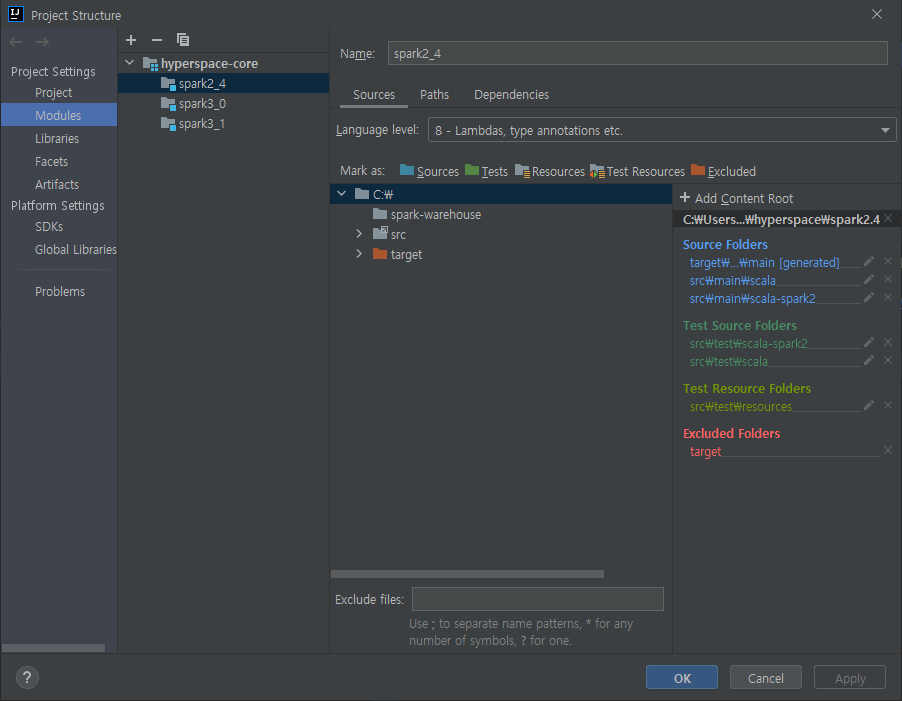 Project Structure
Project Settings
Project
Modules
Libraries
Facets
Artifacts
Platform Settings
SDKs
Global Libraries
Problems
hyperspace-core
spark2_4
spark3_0
spark3_1
Name: spark2_4
Sources Paths Dependencies
Language level: 8 - Lambdas, type annotations etc.
Mark as: Sources Tests Resources Test Resources Excluded
C:₩
spark-warehouse
src
target
Exclude files:
Use ; to separate name patterns, * for any
number of symbols, ? for one.
+ Add Content Root
C:₩Users...₩hyperspace₩spark2.4
Source Folders
target₩...₩main [generated]
src₩main₩scala
src₩main₩scala-spark2
Test Source Folders
src₩test₩scala-spark2
src₩test₩scala
Test Resource Folders
src₩test₩resources
Excluded Folders
target
? OK Cancel Apply